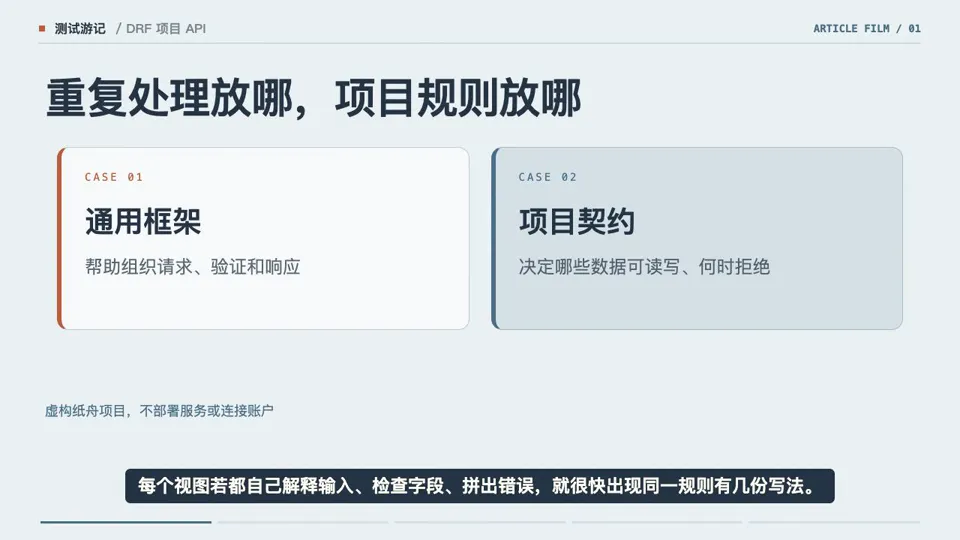 测试游记 / DRF 项目 API
ARTICLE FILM / 01
重复处理放哪，项目规则放哪
CASE 01
通用框架
帮助组织请求、验证和响应
CASE 02
项目契约
决定哪些数据可读写、何时拒绝
虚构纸舟项目，不部署服务或连接账户
每个视图若都自己解释输入、检查字段、拼出错误，就很快出现同一规则有几份写法。